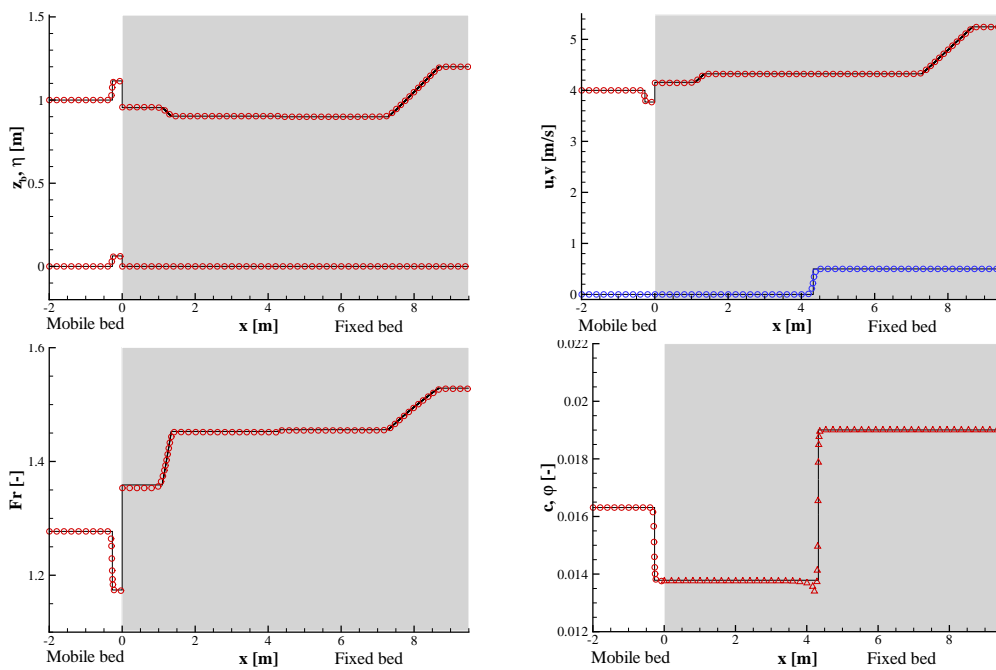 1.5
1
0.5
0
z_b, η [m]
-2 0 2 4 6 8
Mobile bed x [m] Fixed bed
5
4
3
2
1
0
u,v [m/s]
-2 0 2 4 6 8
Mobile bed x [m] Fixed bed
1.6
1.4
1.2
Fr [-]
-2 0 2 4 6 8
Mobile bed x [m] Fixed bed
0.022
0.02
0.018
0.016
0.014
0.012
c, φ [-]
-2 0 2 4 6 8
Mobile bed x [m] Fixed bed